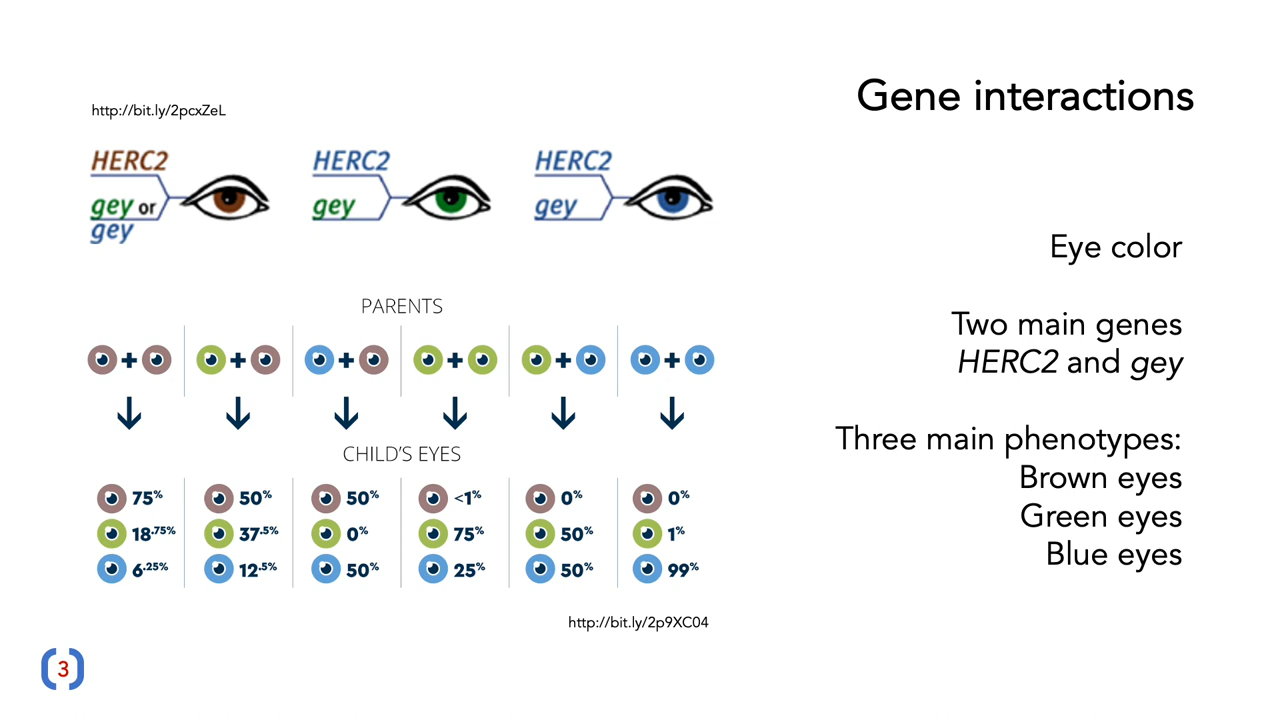 Gene interactions
http://bit.ly/2pcxZeL
HERC2
gey or
gey
HERC2
gey
HERC2
gey
Eye color
Two main genes
HERC2 and gey
Three main phenotypes:
Brown eyes
Green eyes
Blue eyes
PARENTS
+ + + + + +
CHILD'S EYES
75% 50% 50% <1% 0% 0%
18.75% 37.5% 0% 75% 50% 1%
6.25% 12.5% 50% 25% 50% 99%
http://bit.ly/2p9XC04
3